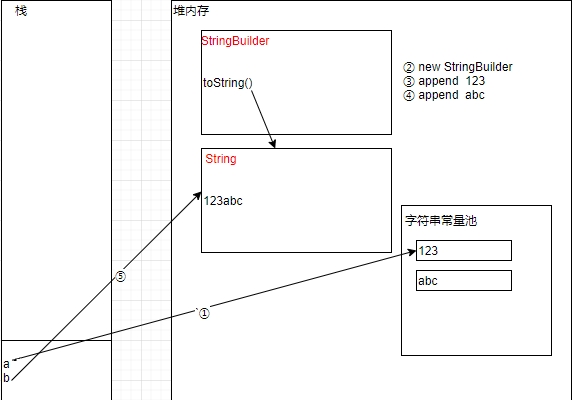 栈
堆内存
StringBuilder
toString()
② new StringBuilder
③ append 123
④ append abc
String
123abc
字符串常量池
123
abc
⑤
①
a
b